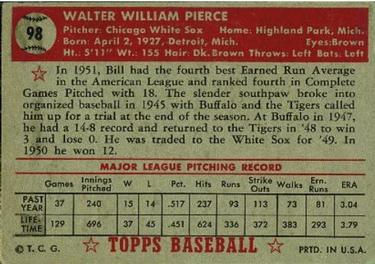 98
WALTER WILLIAM PIERCE
Pitcher: Chicago White Sox Home: Highland Park, Mich.
Born: April 2, 1927, Detroit, Mich. Eyes: Brown
Ht.: 5'11" Wt.: 155 Hair: Dk. Brown Throws: Left Bats: Left
In 1951, Bill had the fourth best Earned Run Average
in the American League and ranked fourth in Complete
Games Pitched with 18. The slender southpaw broke into
organized baseball in 1945 with Buffalo and the Tigers called
him up for a trial at the end of the season. At Buffalo in 1947,
he had a 14-8 record and returned to the Tigers in '48 to win
3 and lose 0. He was traded to the White Sox for '49. In
1950 he won 12.
MAJOR LEAGUE PITCHING RECORD
Games Innings Pitched W L Pct. Hits Runs Strike Outs Walks Ern. Runs ERA
PAST YEAR 37 240 15 14 .517 237 93 113 73 81 3.04
LIFE-TIME 129 696 37 45 .451 624 372 383 293 3.79
© T. C. G. TOPPS BASEBALL PRTD. IN U.S.A.